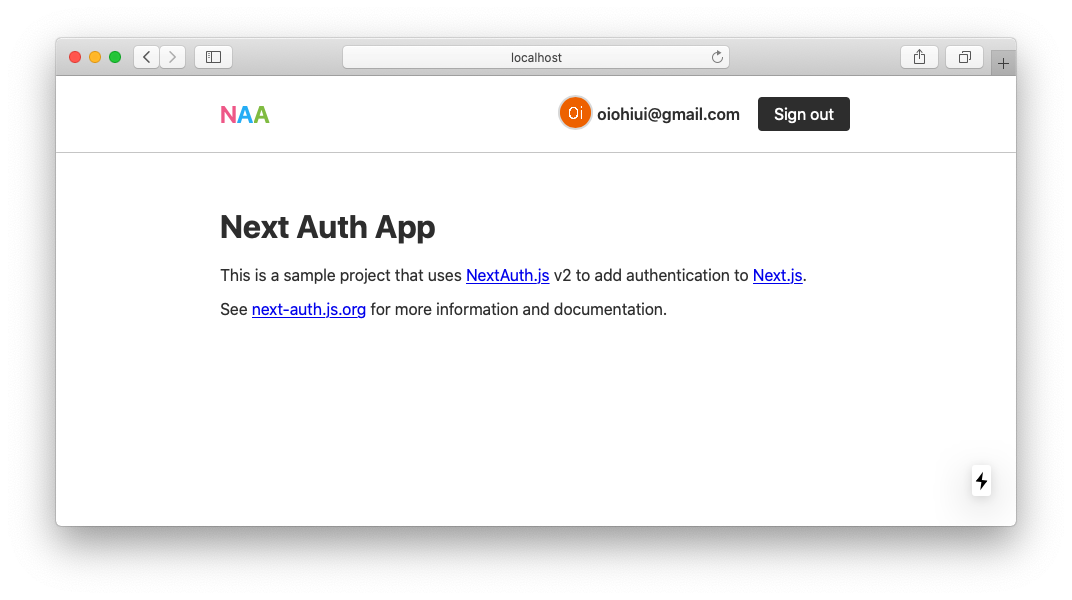 localhost
NAA
Oi oiohiui@gmail.com Sign out
Next Auth App
This is a sample project that uses NextAuth.js v2 to add authentication to Next.js.
See next-auth.js.org for more information and documentation.